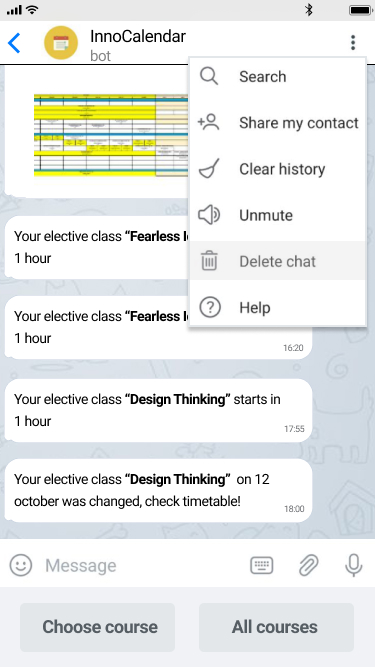 InnoCalendar
bot
Search
Share my contact
Clear history
Unmute
Delete chat
Help
Your elective class “Fearless
1 hour
Your elective class “Fearless
1 hour
16:20
Your elective class “Design Thinking” starts in
1 hour
17:55
Your elective class “Design Thinking” on 12
october was changed, check timetable!
18:00
Message
Choose course
All courses